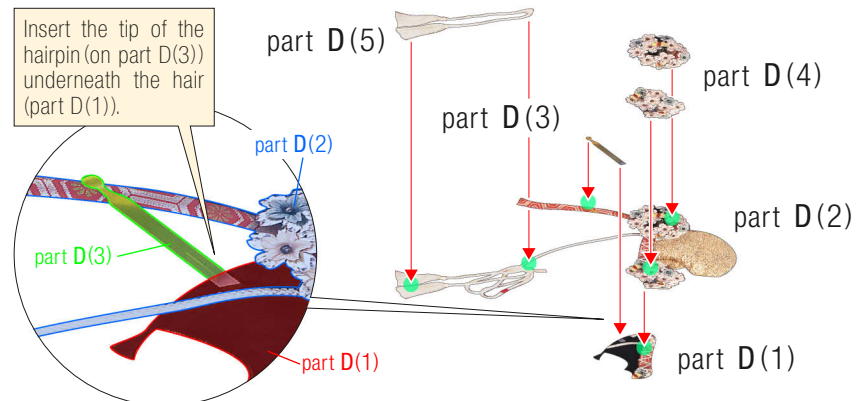 Insert the tip of the
hairpin (on part D(3))
underneath the hair
(part D(1)).
part D(5)
part D(4)
part D(3)
part D(2)
part D(2)
part D(3)
part D(1)
part D(1)